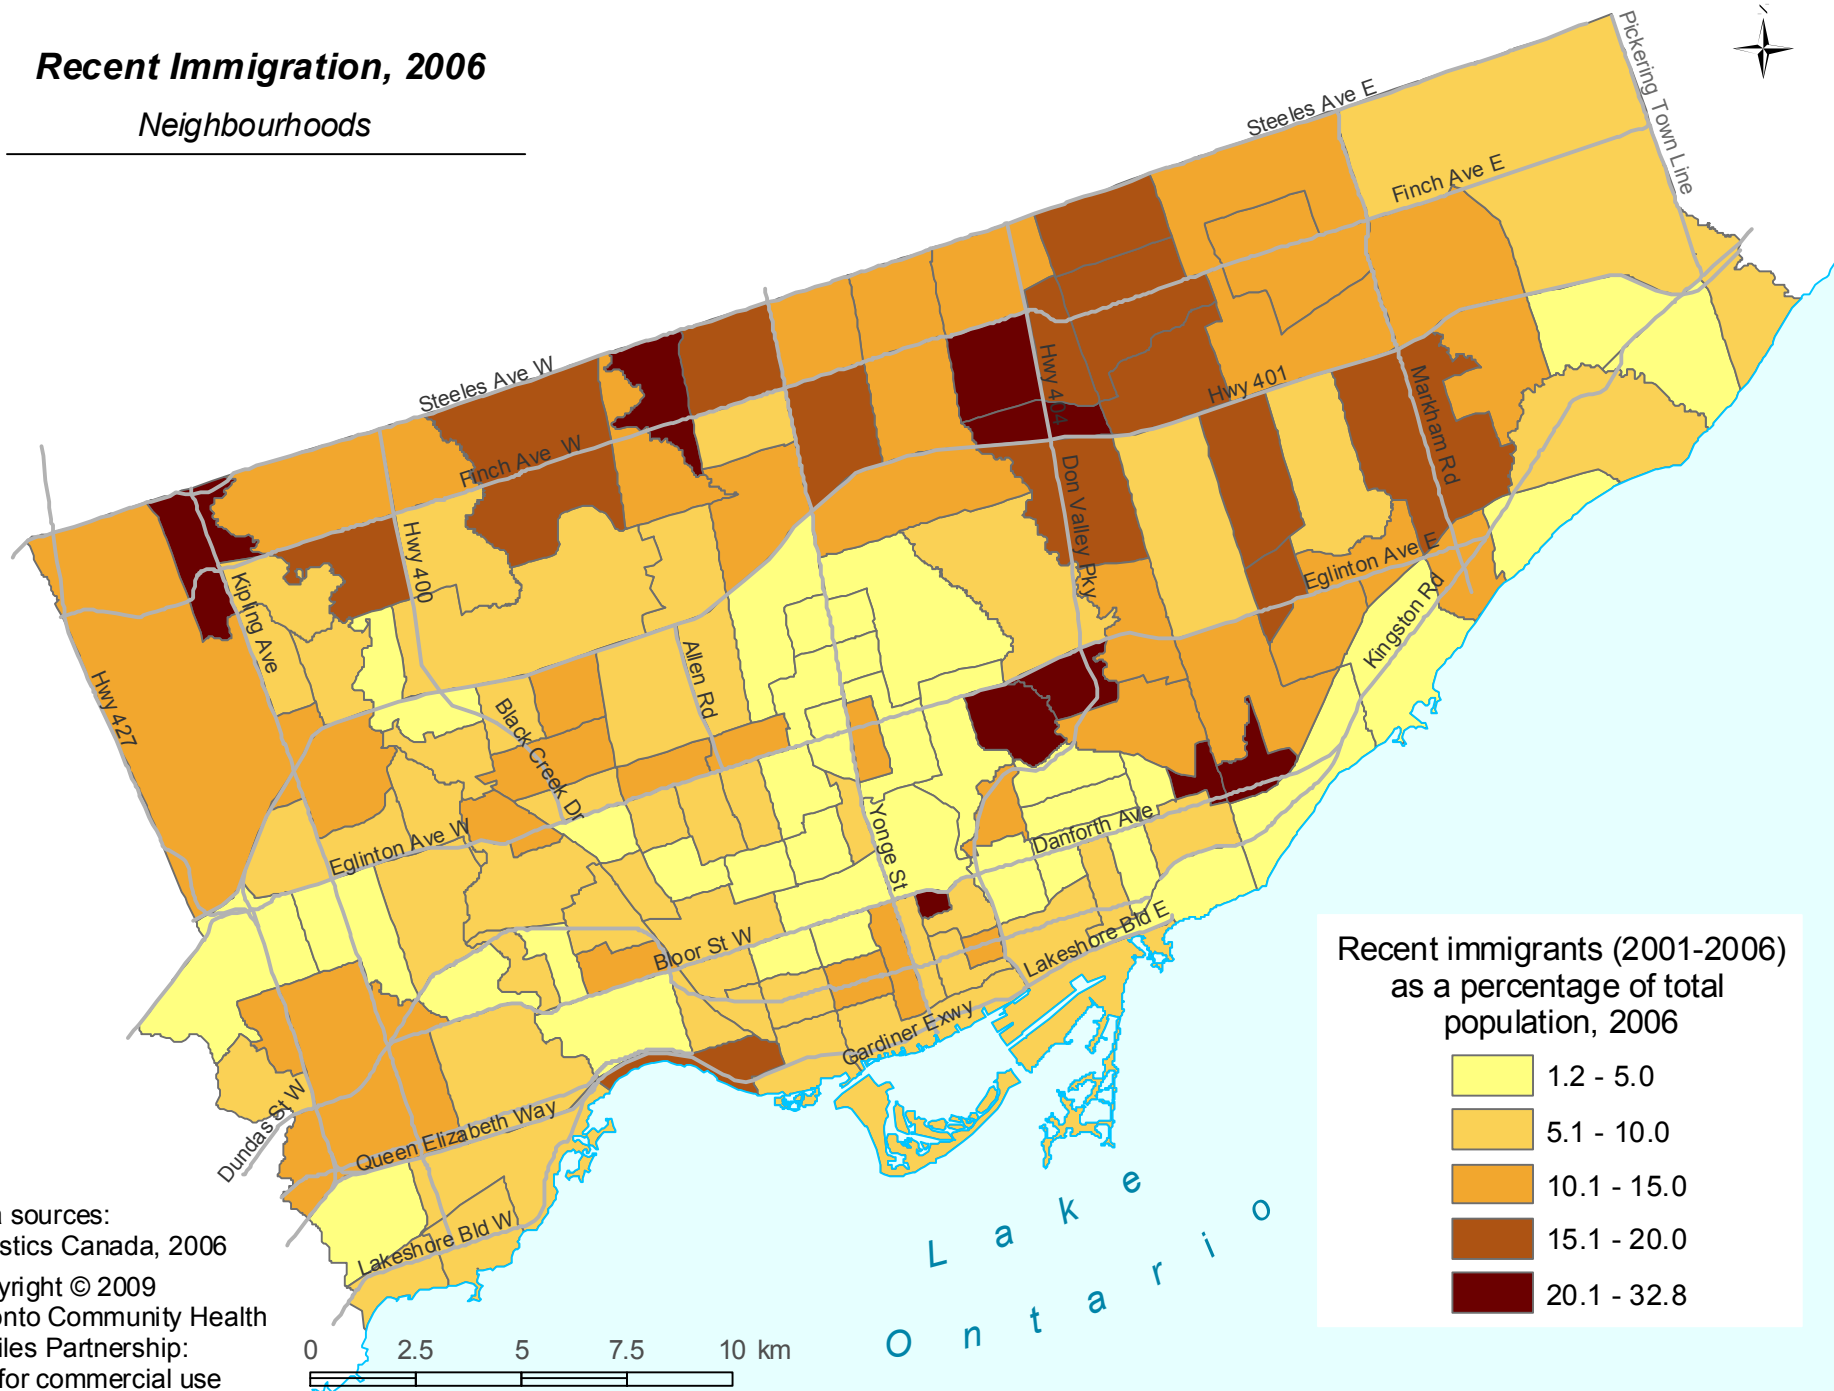 Recent Immigration, 2006
Neighbourhoods
N
Pickering Town Line
Steeles Ave E
Finch Ave E
Steeles Ave W
Finch Ave W
Hwy 404
Hwy 401
Markham Rd
Hwy 400
Don Valley Pky
Eglinton Ave E
Kipling Ave
Kingston Rd
Hwy 427
Allen Rd
Black Creek Dr
Eglinton Ave W
Yonge St
Danforth Ave
Bloor St W
Lakeshore Bld E
Gardiner Exwy
Dundas St W
Queen Elizabeth Way
Lakeshore Bld W
Lake
Ontario
Recent immigrants (2001-2006)
as a percentage of total
population, 2006
1.2 - 5.0
5.1 - 10.0
10.1 - 15.0
15.1 - 20.0
20.1 - 32.8
a sources:
istics Canada, 2006
yright © 2009
onto Community Health
iles Partnership:
for commercial use
0 2.5 5 7.5 10 km